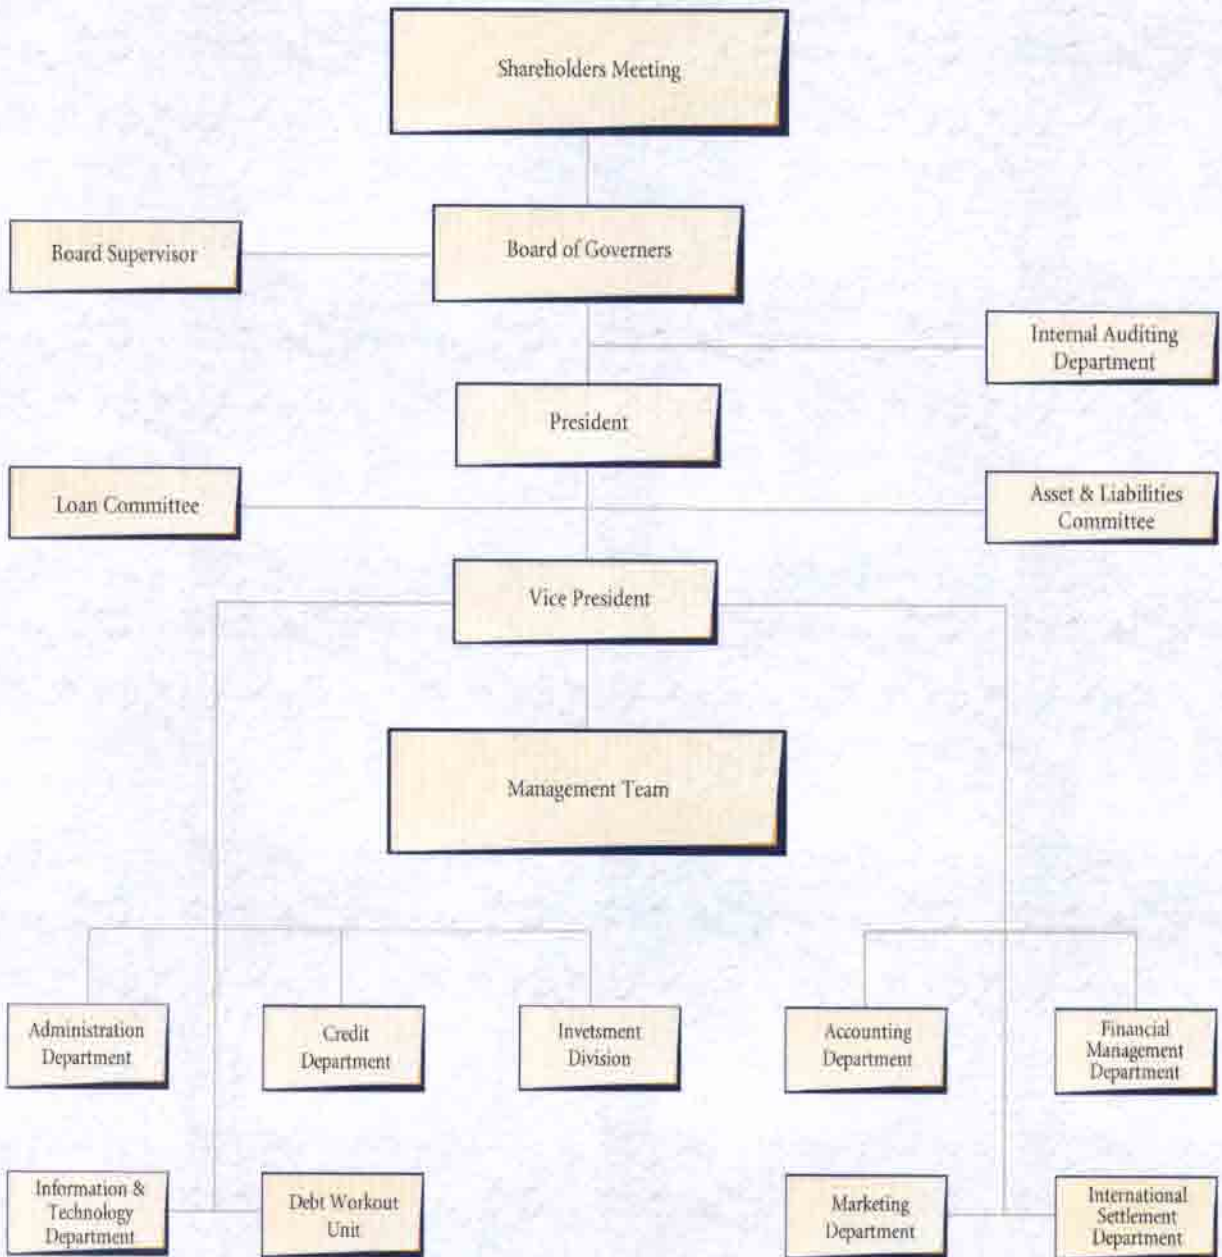 Shareholders Meeting
Board Supervisor
Board of Governers
Internal Auditing
Department
President
Loan Committee
Asset & Liabilities
Committee
Vice President
Management Team
Administration
Department
Credit
Department
Invetsment
Division
Accounting
Department
Financial
Management
Department
Information &
Technology
Department
Debt Workout
Unit
Marketing
Department
International
Settlement
Department